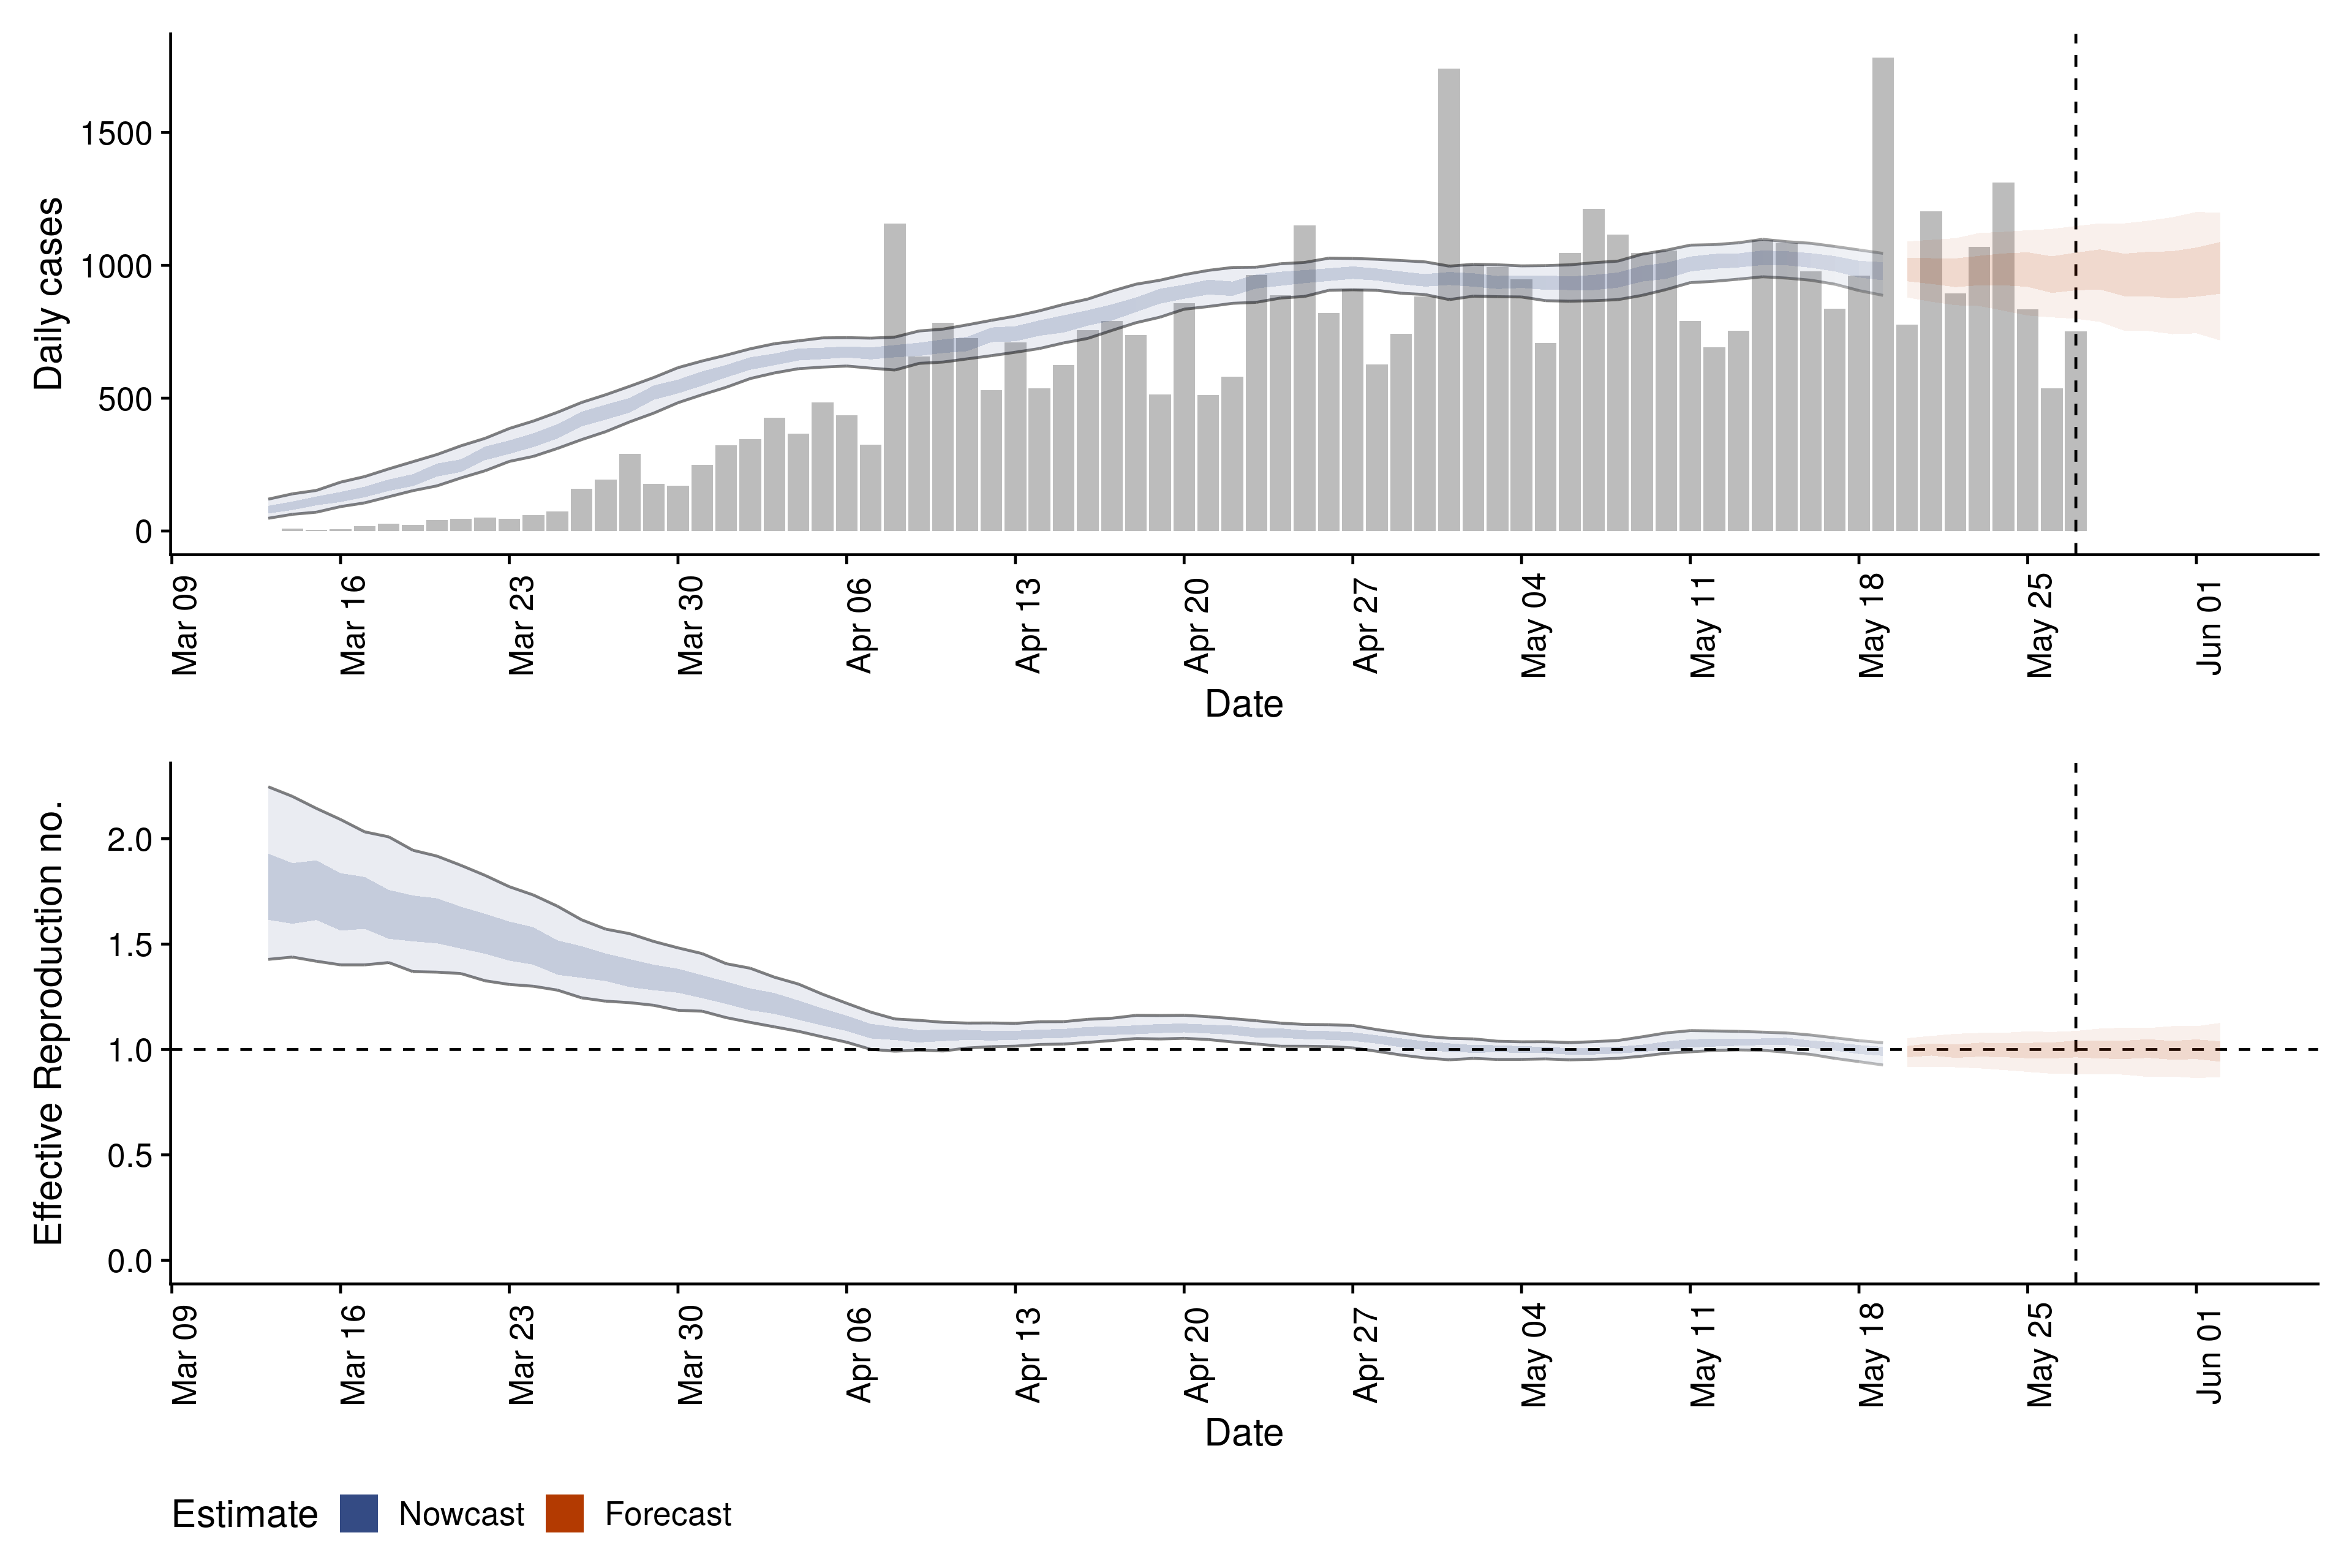 Daily cases
1500
1000
500
0
Mar 09 Mar 16 Mar 23 Mar 30 Apr 06 Apr 13 Apr 20 Apr 27 May 04 May 11 May 18 May 25 Jun 01
Date
Effective Reproduction no.
2.0
1.5
1.0
0.5
0.0
Mar 09 Mar 16 Mar 23 Mar 30 Apr 06 Apr 13 Apr 20 Apr 27 May 04 May 11 May 18 May 25 Jun 01
Date
Estimate Nowcast Forecast